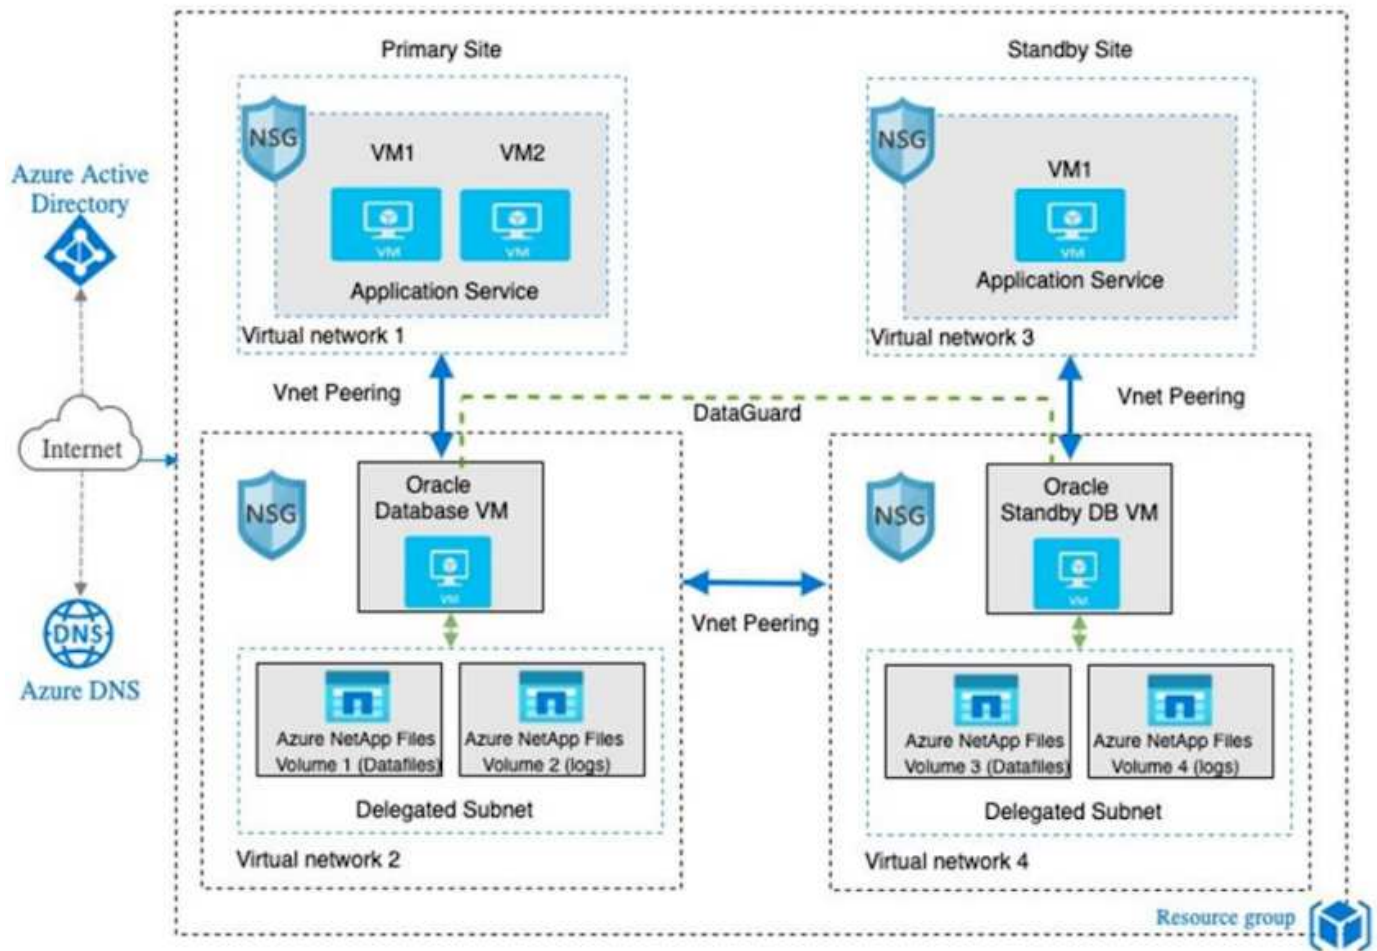 Primary Site
Standby Site
NSG
VM1
VM2
VM
VM
Application Service
Virtual network 1
NSG
VM1
VM
Application Service
Virtual network 3
Azure Active
Directory
Internet
DNS
Azure DNS
Vnet Peering
DataGuard
Vnet Peering
NSG
Oracle
Database VM
VM
Vnet Peering
NSG
Oracle
Standby DB VM
VM
Azure NetApp Files
Volume 1 (Datafiles)
Azure NetApp Files
Volume 2 (logs)
Delegated Subnet
Virtual network 2
Azure NetApp Files
Volume 3 (Datafiles)
Azure NetApp Files
Volume 4 (logs)
Delegated Subnet
Virtual network 4
Resource group